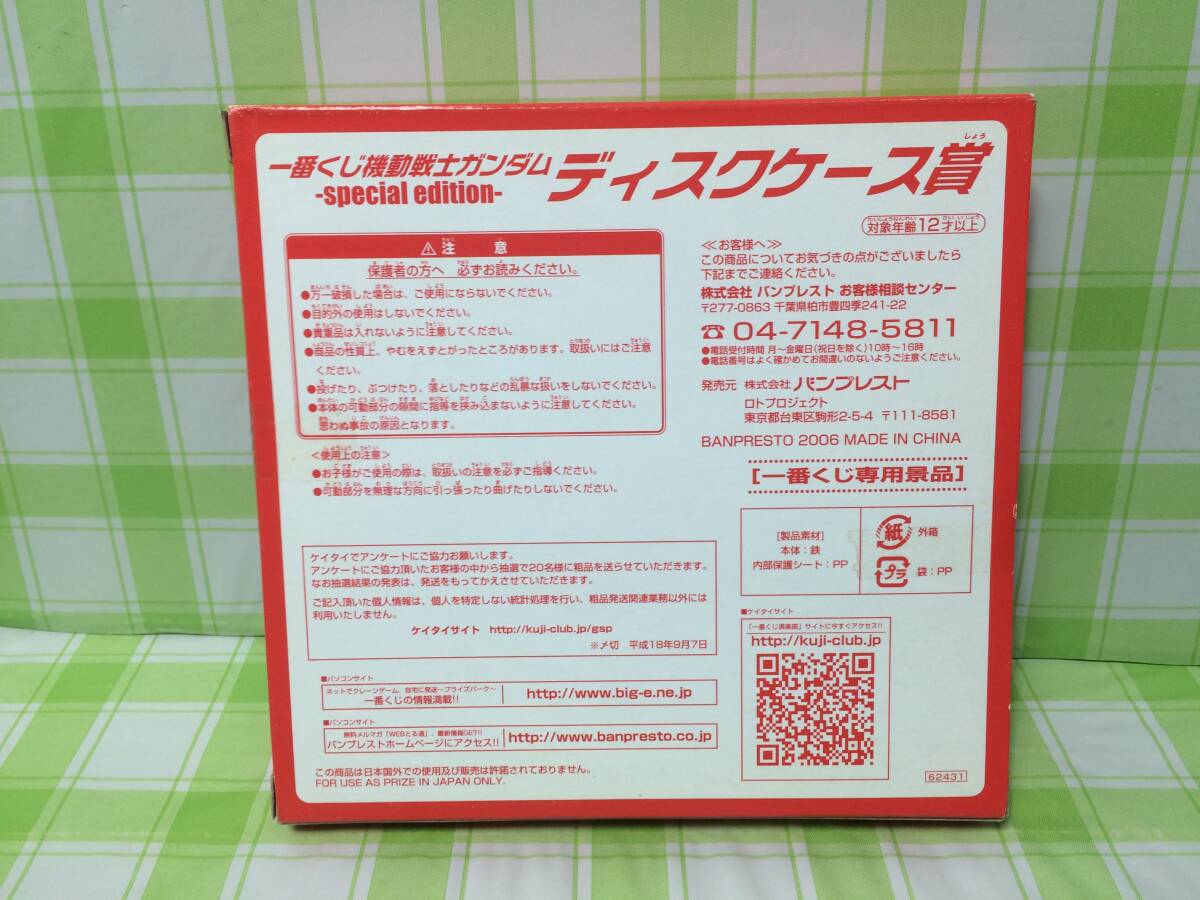 一番くじ機動戦士ガンダム
-special edition-
ディスクケース賞
しょう
対象年齢12才以上
⚠注意
保護者の方へ 必ずお読みください。
●万一破損した場合は、ご使用にならないでください。
●目的外の使用はしないでください。
●貴重品は入れないように注意してください。
●商品の性質上、やむをえずとがったところがあります。取扱いにはご注意
ください。
●投げたり、ぶつけたり、落としたりなどの乱暴な扱いをしないでください。
●本体の可動部分の隙間に指等を挟み込まないように注意してください。
思わぬ事故の原因となります。
<使用上の注意>
●お子様がご使用の際は、取扱いの注意を必ずご指導ください。
●可動部分を無理な方向に引っ張ったり曲げたりしないでください。
ケイタイでアンケートにご協力お願いします。
アンケートにご協力頂いたお客様の中から抽選で20名様に粗品を送らせていただきます。
なお抽選結果の発表は、発送をもってかえさせていただきます。
ご記入頂いた個人情報は、個人を特定しない統計処理を行い、粗品発送関連業務以外には
利用いたしません。
ケイタイサイト http://kuji-club.jp/gsp
※〆切 平成18年9月7日
■パソコンサイト
ネットでクレーンゲーム、自宅に発送〜プライズパーク〜
一番くじの情報満載!!
http://www.big-e.ne.jp
■パソコンサイト
無料メルマガ「WEBとる通」、最新情報GET!!
バンプレストホームページにアクセス!!
http://www.banpresto.co.jp
この商品は日本国外での使用及び販売は許諾されておりません。
FOR USE AS PRIZE IN JAPAN ONLY.
≪お客様へ≫
この商品についてお気づきの点がございましたら
下記までご連絡ください。
株式会社 バンプレスト お客様相談センター
〒277-0863 千葉県柏市豊四季241-22
☎04-7148-5811
●電話受付時間 月〜金曜日(祝日を除く)10時〜16時
●電話番号はよく確かめてお間違いのないようご注意ください。
発売元 株式会社 バンプレスト
ロトプロジェクト
東京都台東区駒形2-5-4 〒111-8581
BANPRESTO 2006 MADE IN CHINA
[一番くじ専用景品]
[製品素材]
本体:鉄
内部保護シート:PP
紙 外箱
プラ 袋:PP
■ケイタイサイト
「一番くじ倶楽部」サイトに今すぐアクセス!!
http://kuji-club.jp
62431